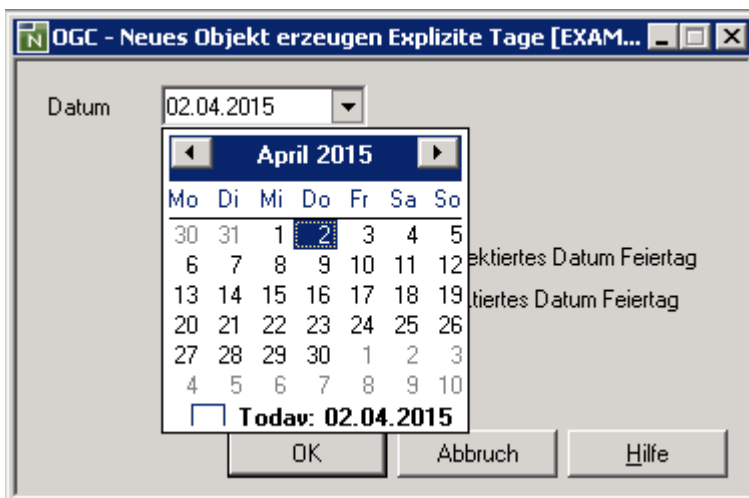 OGC - Neues Objekt erzeugen Explizite Tage [EXAM...
Datum 02.04.2015
April 2015
Mo Di Mi Do Fr Sa So
30 31 1 2 3 4 5
6 7 8 9 10 11 12
ektiertes Datum Feiertag
13 14 15 16 17 18 19
tiertes Datum Feiertag
20 21 22 23 24 25 26
27 28 29 30 1 2 3
4 5 6 7 8 9 10
Today: 02.04.2015
OK Abbruch Hilfe